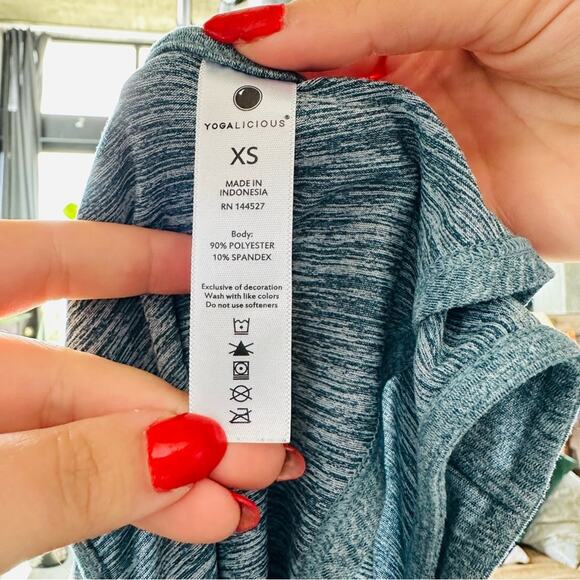 YOGALICIOUS®
XS
MADE IN
INDONESIA
RN 144527
Body:
90% POLYESTER
10% SPANDEX
Exclusive of decoration
Wash with like colors
Do not use softeners